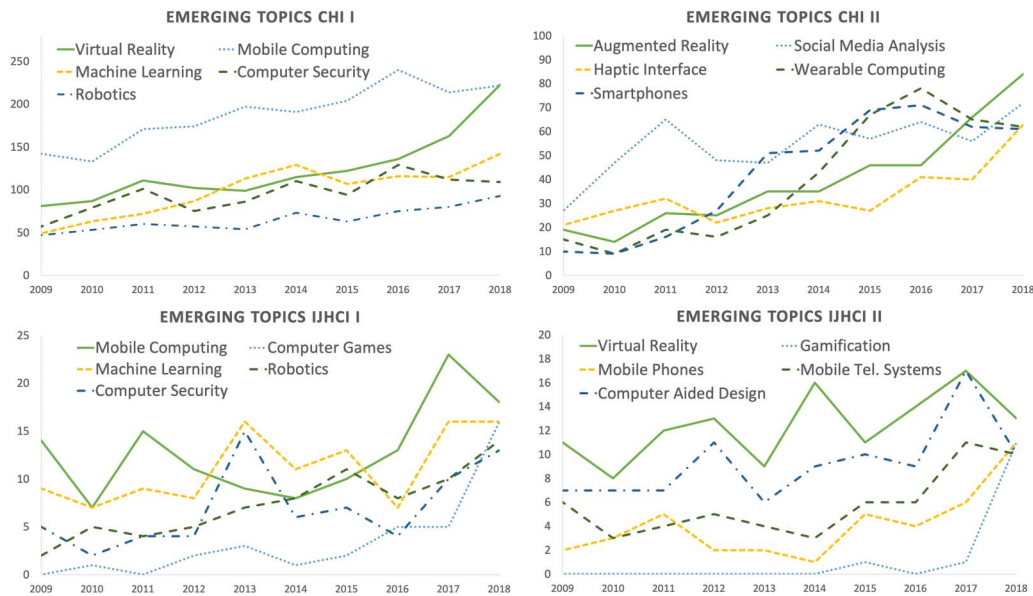 EMERGING TOPICS CHI I
Virtual Reality Mobile Computing
Machine Learning Computer Security
Robotics
250
200
150
100
50
0
2009 2010 2011 2012 2013 2014 2015 2016 2017 2018
EMERGING TOPICS CHI II
Augmented Reality Social Media Analysis
Haptic Interface Wearable Computing
Smartphones
100
90
80
70
60
50
40
30
20
10
0
2009 2010 2011 2012 2013 2014 2015 2016 2017 2018
EMERGING TOPICS IJHCI I
Mobile Computing Computer Games
Machine Learning Robotics
Computer Security
25
20
15
10
5
0
2009 2010 2011 2012 2013 2014 2015 2016 2017 2018
EMERGING TOPICS IJHCI II
Virtual Reality Gamification
Mobile Phones Mobile Tel. Systems
Computer Aided Design
20
18
16
14
12
10
8
6
4
2
0
2009 2010 2011 2012 2013 2014 2015 2016 2017 2018